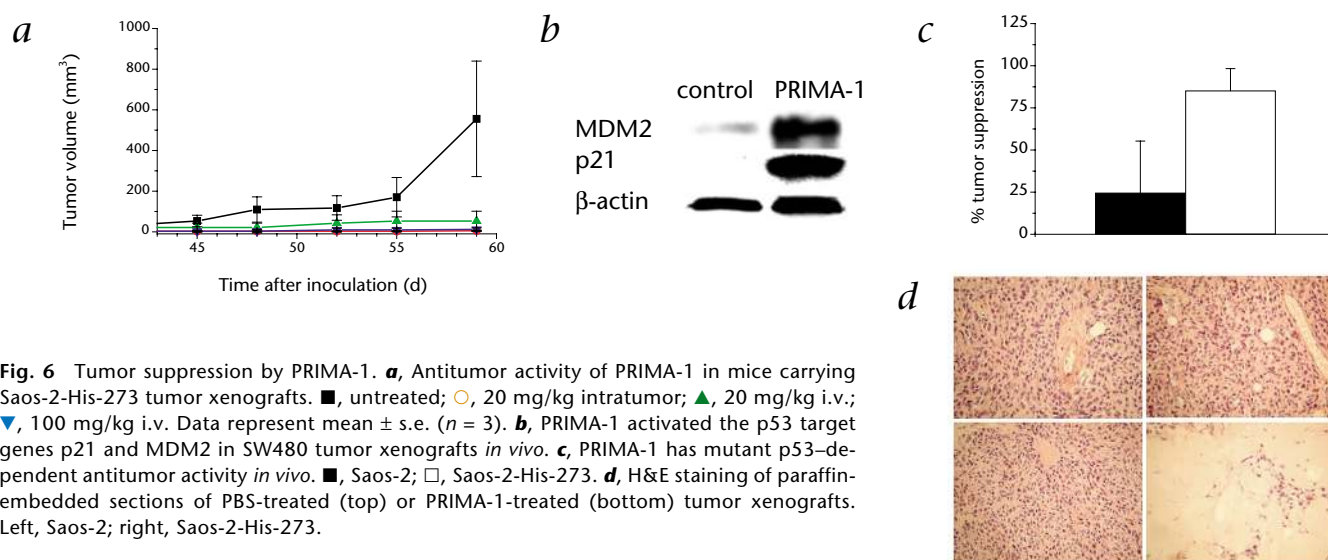 a
1000
800
600
400
200
0
45
50
55
60
Tumor volume (mm³)
Time after inoculation (d)
b
control PRIMA-1
MDM2
p21
β-actin
c
125
100
75
50
25
0
% tumor suppression
d
Fig. 6 Tumor suppression by PRIMA-1. a, Antitumor activity of PRIMA-1 in mice carrying
Saos-2-His-273 tumor xenografts. ■, untreated; ○, 20 mg/kg intratumor; ▲, 20 mg/kg i.v.;
▼, 100 mg/kg i.v. Data represent mean ± s.e. (n = 3). b, PRIMA-1 activated the p53 target
genes p21 and MDM2 in SW480 tumor xenografts in vivo. c, PRIMA-1 has mutant p53–de-
pendent antitumor activity in vivo. ■, Saos-2; □, Saos-2-His-273. d, H&E staining of paraffin-
embedded sections of PBS-treated (top) or PRIMA-1-treated (bottom) tumor xenografts.
Left, Saos-2; right, Saos-2-His-273.